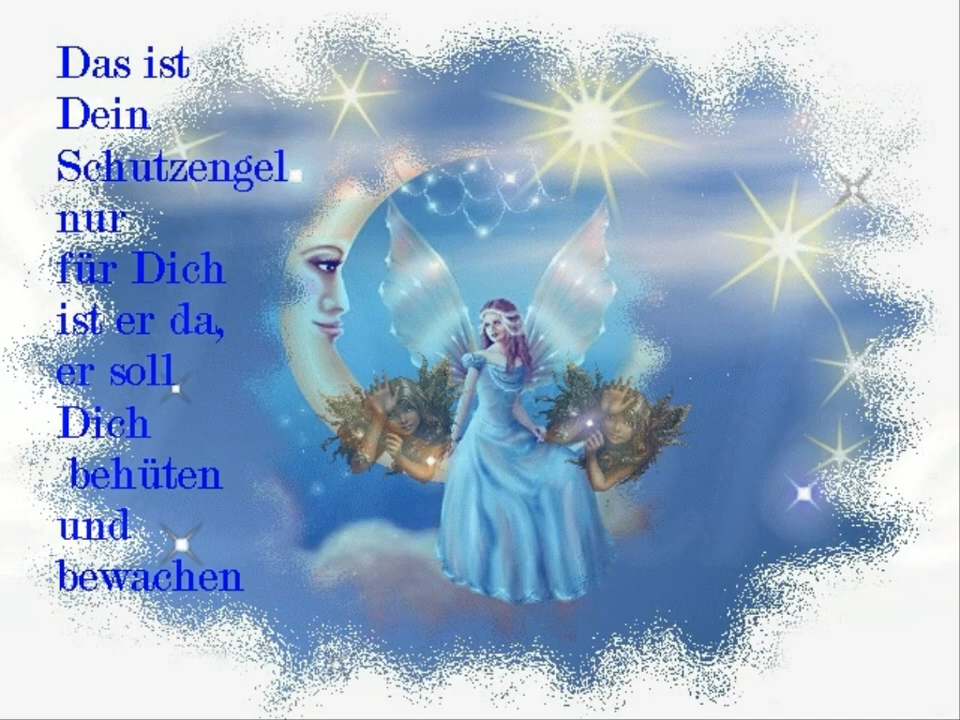 Das ist
Dein
Schutzengel
nur
für Dich
ist er da,
er soll
Dich
behüten
und
bewachen